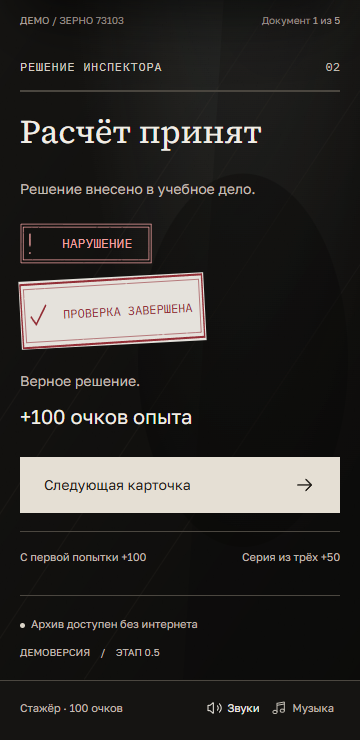 ДЕМО / ЗЕРНО 73103
Документ 1 из 5
РЕШЕНИЕ ИНСПЕКТОРА
02
Расчёт принят
Решение внесено в учебное дело.
! НАРУШЕНИЕ
ПРОВЕРКА ЗАВЕРШЕНА
Верное решение.
+100 очков опыта
Следующая карточка →
С первой попытки +100
Серия из трёх +50
• Архив доступен без интернета
ДЕМОВЕРСИЯ / ЭТАП 0.5
Стажёр · 100 очков
Звуки
Музыка